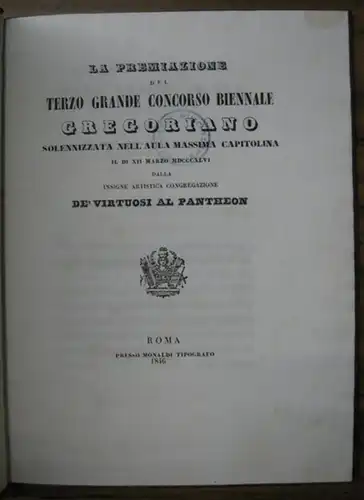 LA PREMIAZIONE
DEL
TERZO GRANDE CONCORSO BIENNALE
GREGORIANO
SOLENNIZZATA NELL'AULA MASSIMA CAPITOLINA
IL DI XII MARZO MDCCCXLVI
DALLA
INSIGNE ARTISTICA CONGREGAZIONE
DE' VIRTUOSI AL PANTHEON
ROMA
PRESSO MONALDI TIPOGRAFO
1846